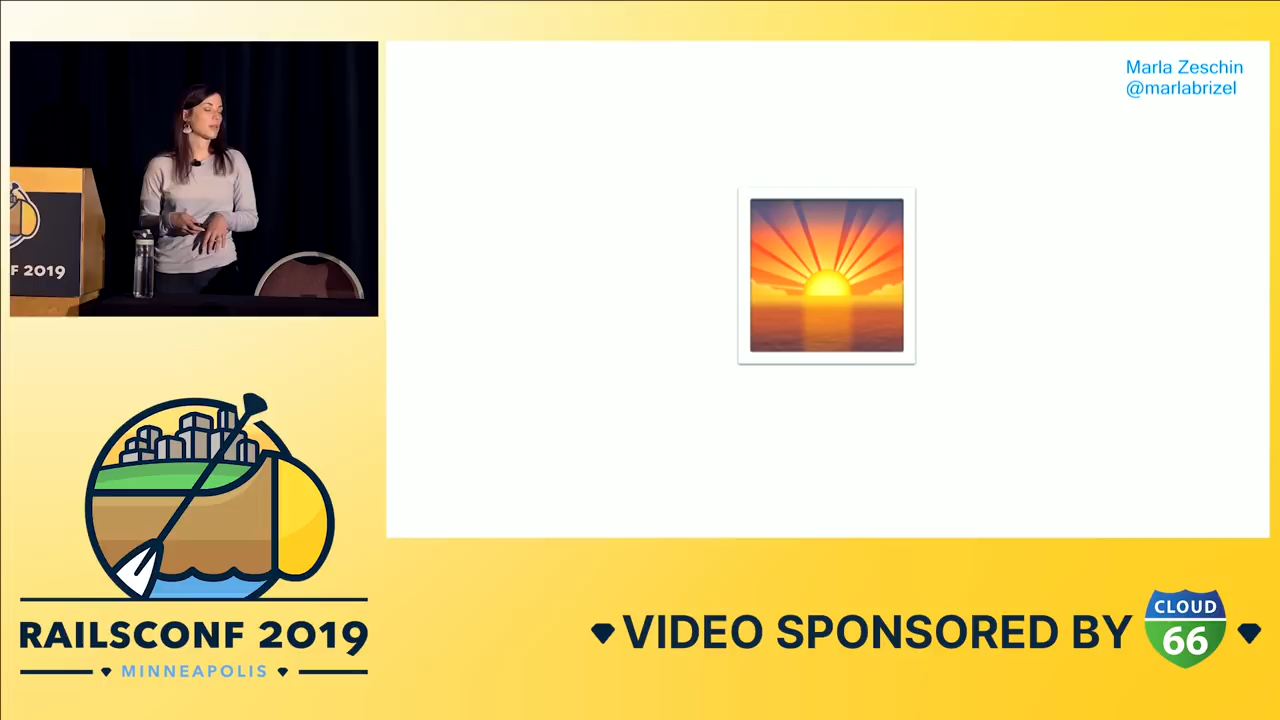 Marla Zeschin
@marlabrizel
F 2019
RAILSCONF 2019
MINNEAPOLIS
VIDEO SPONSORED BY
CLOUD
66